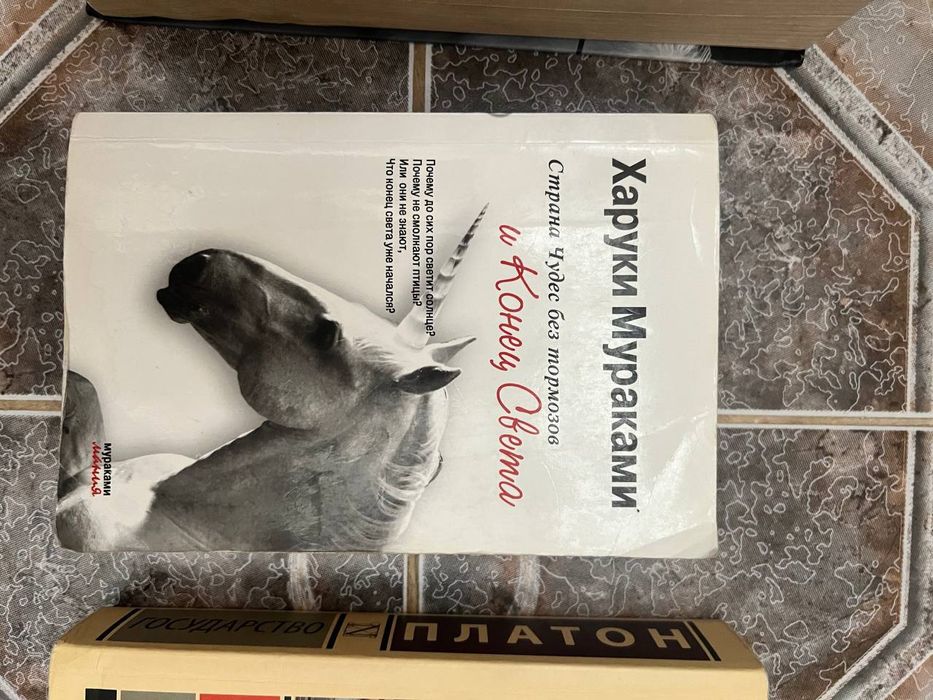 Харуки Мураками
Страна Чудес без тормозов
и Конец Света
Почему до сих пор светит солнце?
Почему не смолкают птицы?
Или они не знают,
Что конец света уже начался?
мураками
мания
ГОСУДАРСТВО
ПЛАТОН